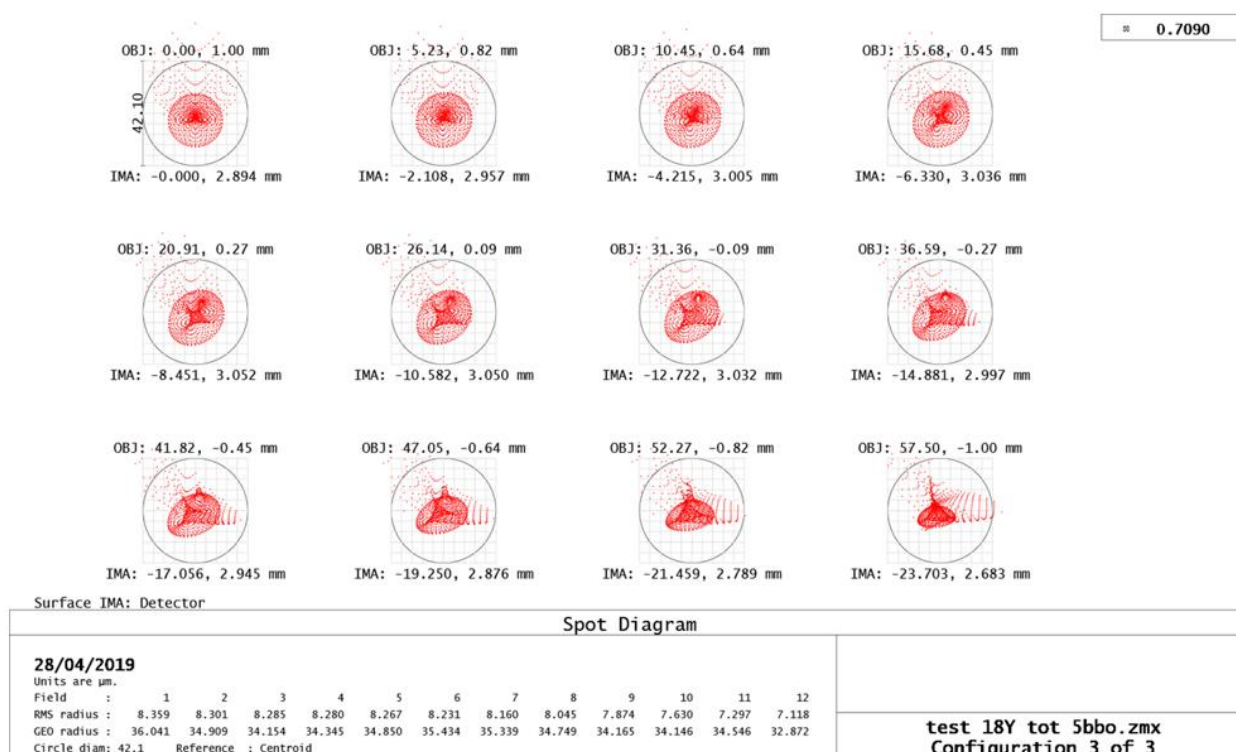 ¤ 0.7090
OBJ: 0.00, 1.00 mm OBJ: 5.23, 0.82 mm OBJ: 10.45, 0.64 mm OBJ: 15.68, 0.45 mm
42.10
IMA: -0.000, 2.894 mm IMA: -2.108, 2.957 mm IMA: -4.215, 3.005 mm IMA: -6.330, 3.036 mm
OBJ: 20.91, 0.27 mm OBJ: 26.14, 0.09 mm OBJ: 31.36, -0.09 mm OBJ: 36.59, -0.27 mm
IMA: -8.451, 3.052 mm IMA: -10.582, 3.050 mm IMA: -12.722, 3.032 mm IMA: -14.881, 2.997 mm
OBJ: 41.82, -0.45 mm OBJ: 47.05, -0.64 mm OBJ: 52.27, -0.82 mm OBJ: 57.50, -1.00 mm
IMA: -17.056, 2.945 mm IMA: -19.250, 2.876 mm IMA: -21.459, 2.789 mm IMA: -23.703, 2.683 mm
Surface IMA: Detector
Spot Diagram
28/04/2019
Units are µm.
Field : 1 2 3 4 5 6 7 8 9 10 11 12
RMS radius : 8.359 8.301 8.285 8.280 8.267 8.231 8.160 8.045 7.874 7.630 7.297 7.118
GEO radius : 36.041 34.909 34.154 34.345 34.850 35.434 35.339 34.749 34.165 34.146 34.546 32.872
Circle diam: 42.1 Reference : Centroid
test 18Y tot 5bbo.zmx
Configuration 3 of 3